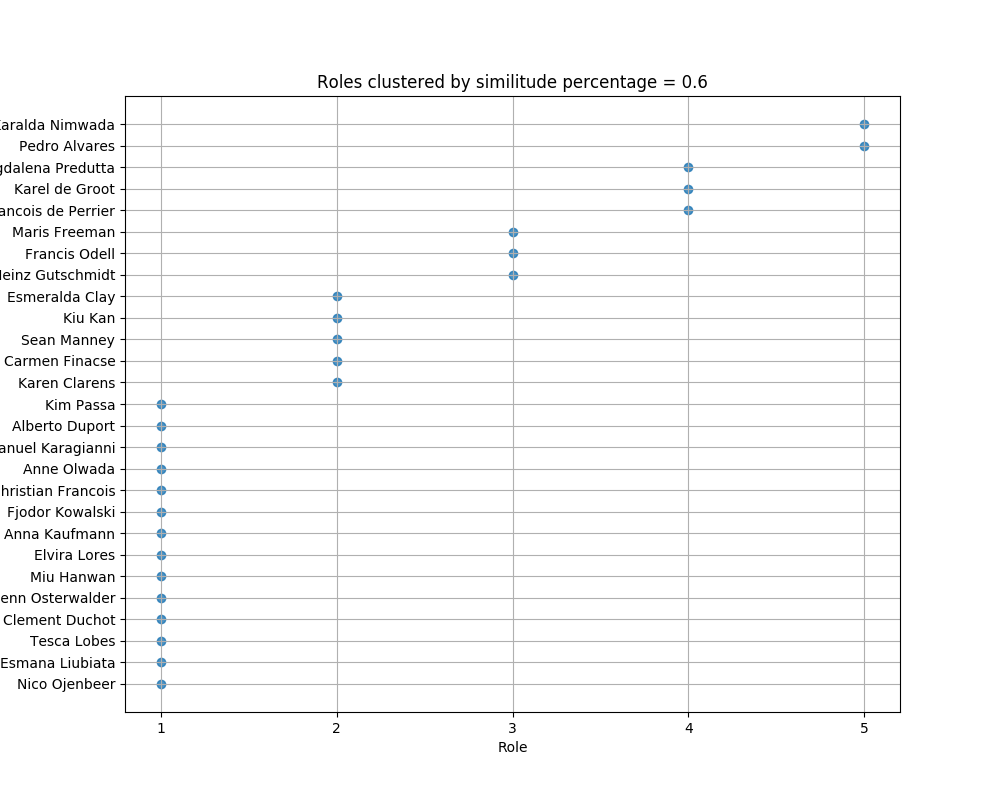 Roles clustered by similitude percentage = 0.6
Nimwada
Pedro Alvares
Predutta
Karel de Groot
de Perrier
Maris Freeman
Francis Odell
Gutschmidt
Esmeralda Clay
Kiu Kan
Sean Manney
Carmen Finacse
Karen Clarens
Kim Passa
Alberto Duport
Karagianni
Anne Olwada
Francois
Fjodor Kowalski
Anna Kaufmann
Elvira Lores
Miu Hanwan
Osterwalder
Clement Duchot
Tesca Lobes
Esmana Liubiata
Nico Ojenbeer
1 2 3 4 5
Role